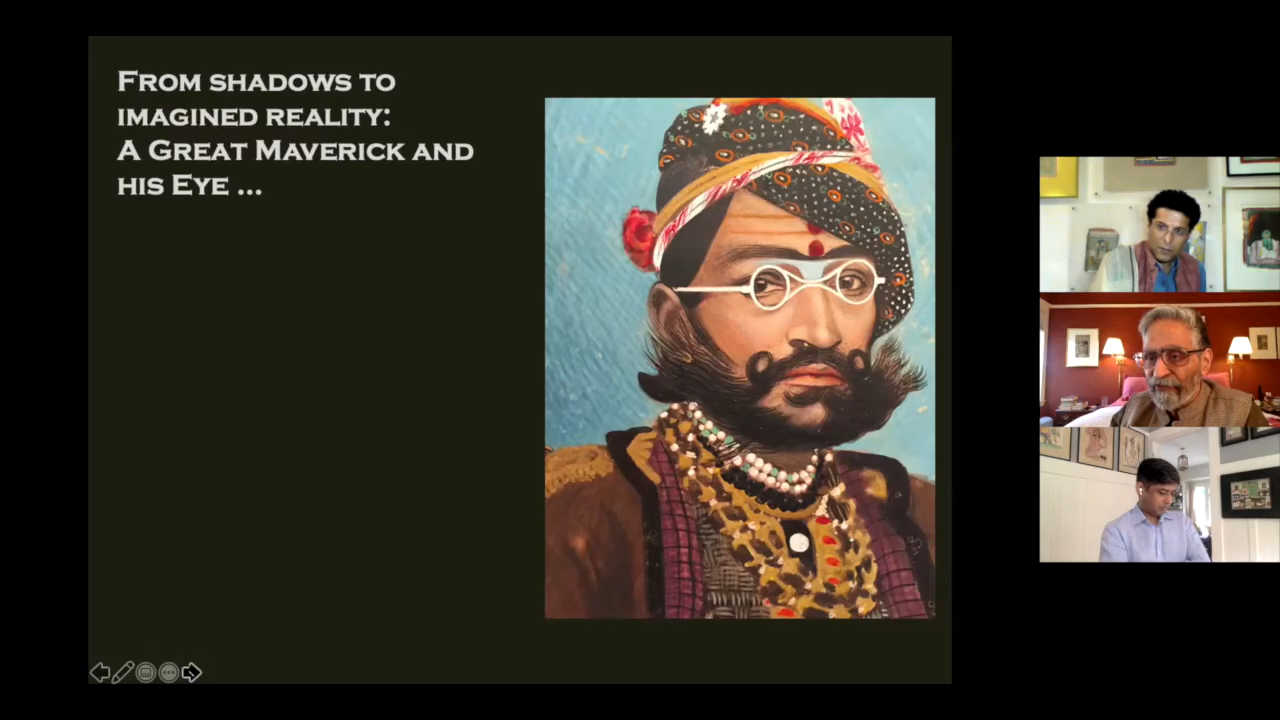 From shadows to
imagined reality:
A Great Maverick and
his Eye ...